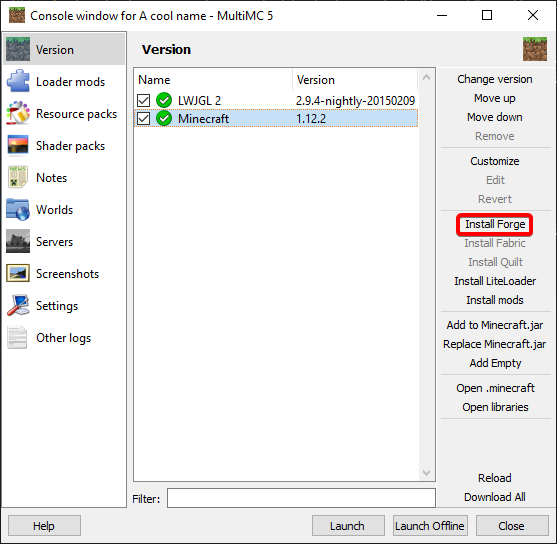 Console window for A cool name - MultiMC 5
Version
Loader mods
Resource packs
Shader packs
Notes
Worlds
Servers
Screenshots
Settings
Other logs
Version
Name Version
LWJGL 2 2.9.4-nightly-20150209
Minecraft 1.12.2
Filter:
Change version
Move up
Move down
Remove
Customize
Edit
Revert
Install Forge
Install Fabric
Install Quilt
Install LiteLoader
Install mods
Add to Minecraft.jar
Replace Minecraft.jar
Add Empty
Open .minecraft
Open libraries
Reload
Download All
Help
Launch
Launch Offline
Close